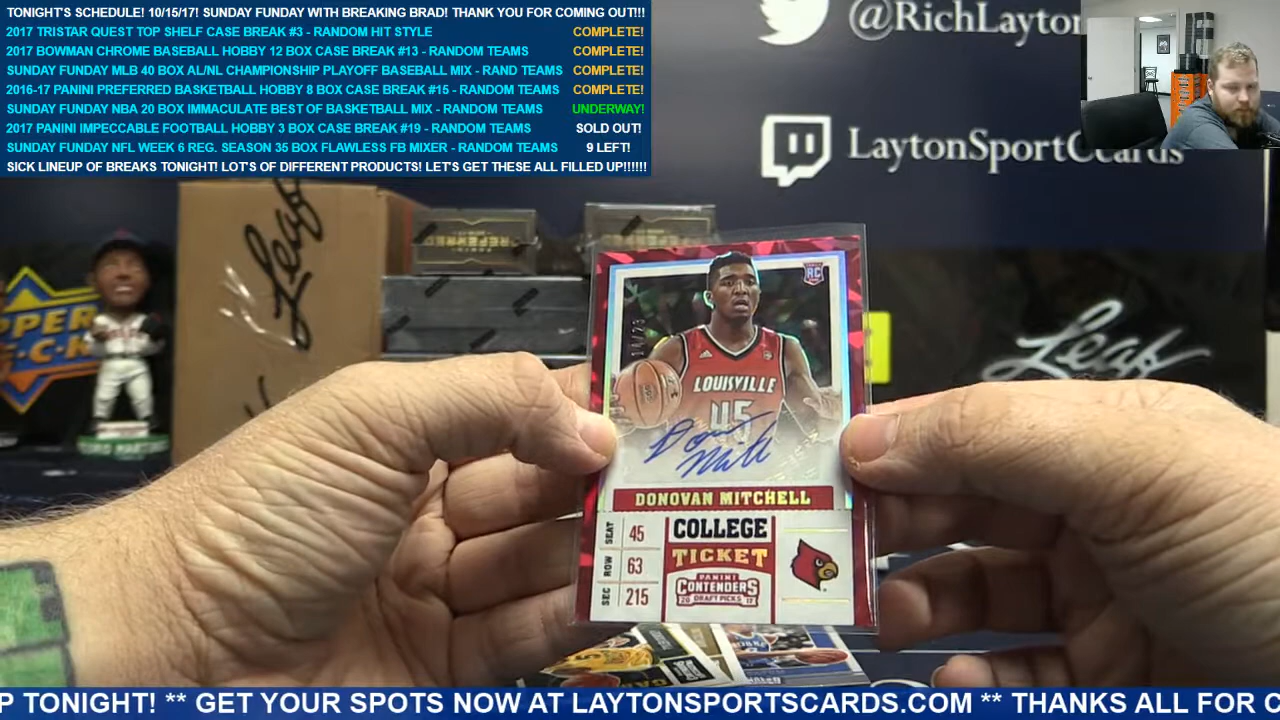 TONIGHT'S SCHEDULE! 10/15/17! SUNDAY FUNDAY WITH BREAKING BRAD! THANK YOU FOR COMING OUT!!!
2017 TRISTAR QUEST TOP SHELF CASE BREAK #3 - RANDOM HIT STYLE COMPLETE!
2017 BOWMAN CHROME BASEBALL HOBBY 12 BOX CASE BREAK #13 - RANDOM TEAMS COMPLETE!
SUNDAY FUNDAY MLB 40 BOX AL/NL CHAMPIONSHIP PLAYOFF BASEBALL MIX - RAND TEAMS COMPLETE!
2016-17 PANINI PREFERRED BASKETBALL HOBBY 8 BOX CASE BREAK #15 - RANDOM TEAMS COMPLETE!
SUNDAY FUNDAY NBA 20 BOX IMMACULATE BEST OF BASKETBALL MIX - RANDOM TEAMS UNDERWAY!
2017 PANINI IMPECCABLE FOOTBALL HOBBY 3 BOX CASE BREAK #19 - RANDOM TEAMS SOLD OUT!
SUNDAY FUNDAY NFL WEEK 6 REG. SEASON 35 BOX FLAWLESS FB MIXER - RANDOM TEAMS 9 LEFT!
SICK LINEUP OF BREAKS TONIGHT! LOT'S OF DIFFERENT PRODUCTS! LET'S GET THESE ALL FILLED UP!!!!!!
@RichLayton
LaytonSportCcards
Leaf
PREFERRED
Leaf
RC
LOUISVILLE
45
DONOVAN MITCHELL
SEAT 45
ROW 63
SEC 215
COLLEGE
TICKET
PANINI
CONTENDERS
20 DRAFT PICKS 17
P TONIGHT! ** GET YOUR SPOTS NOW AT LAYTONSPORTSCARDS.COM ** THANKS ALL FOR C